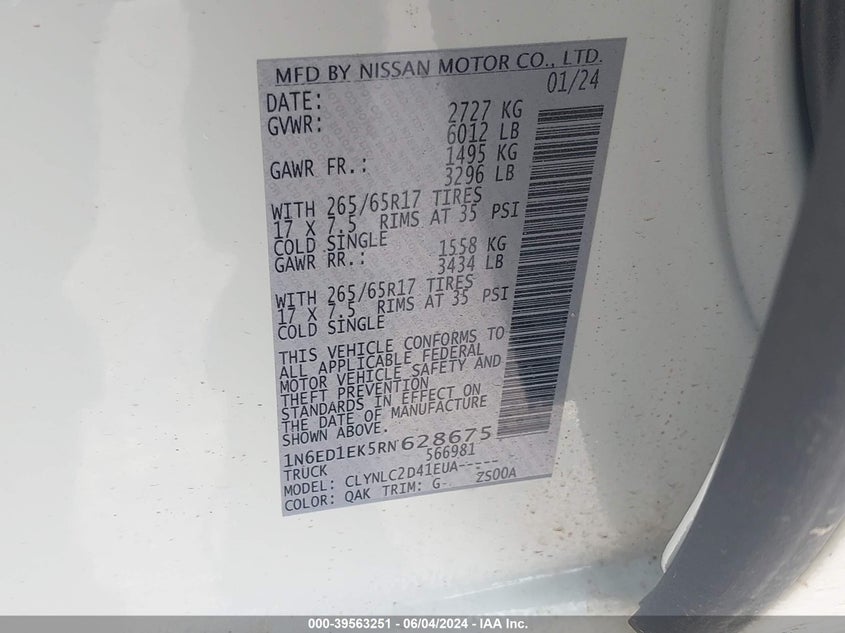 MFD BY NISSAN MOTOR CO., LTD.
DATE: 01/24
GVWR: 2727 KG
6012 LB
GAWR FR.: 1495 KG
3296 LB
WITH 265/65R17 TIRES
17 X 7.5 RIMS AT 35 PSI
COLD SINGLE
GAWR RR.: 1558 KG
3434 LB
WITH 265/65R17 TIRES
17 X 7.5 RIMS AT 35 PSI
COLD SINGLE
THIS VEHICLE CONFORMS TO
ALL APPLICABLE FEDERAL
MOTOR VEHICLE SAFETY AND
THEFT PREVENTION
STANDARDS IN EFFECT ON
THE DATE OF MANUFACTURE
SHOWN ABOVE.
1N6ED1EK5RN628675
TRUCK 566981
MODEL: CLYNLC2D41EUA-----
COLOR: QAK TRIM: G- ZS00A
000-39563251 - 06/04/2024 - IAA Inc.